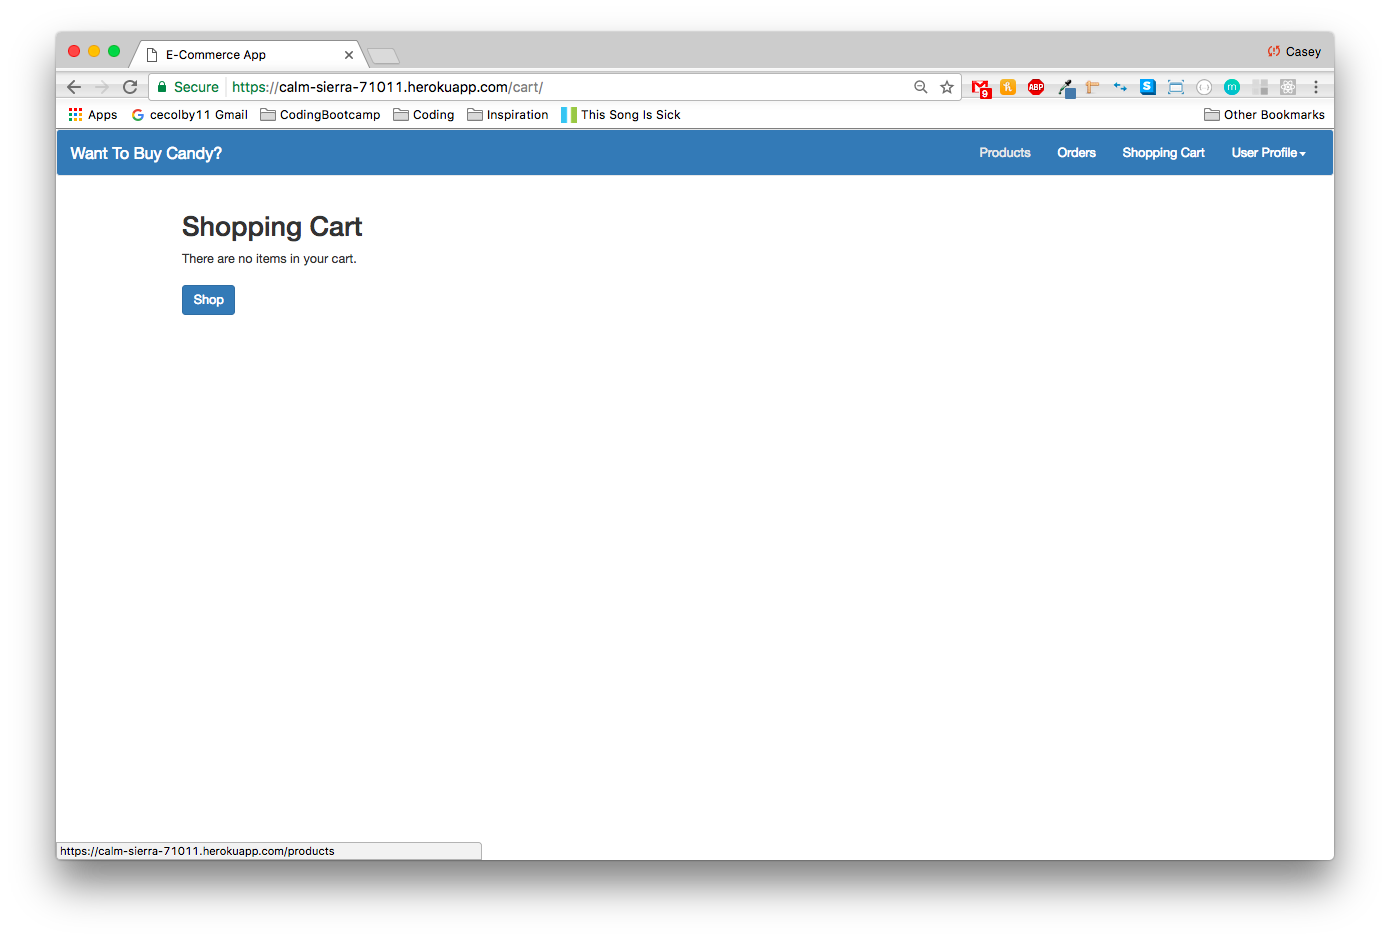 E-Commerce App
Casey
Secure https://calm-sierra-71011.herokuapp.com/cart/
9 ABP S m
Apps cecolby11 Gmail CodingBootcamp Coding Inspiration This Song Is Sick Other Bookmarks
Want To Buy Candy? Products Orders Shopping Cart User Profile
Shopping Cart
There are no items in your cart.
Shop
https://calm-sierra-71011.herokuapp.com/products